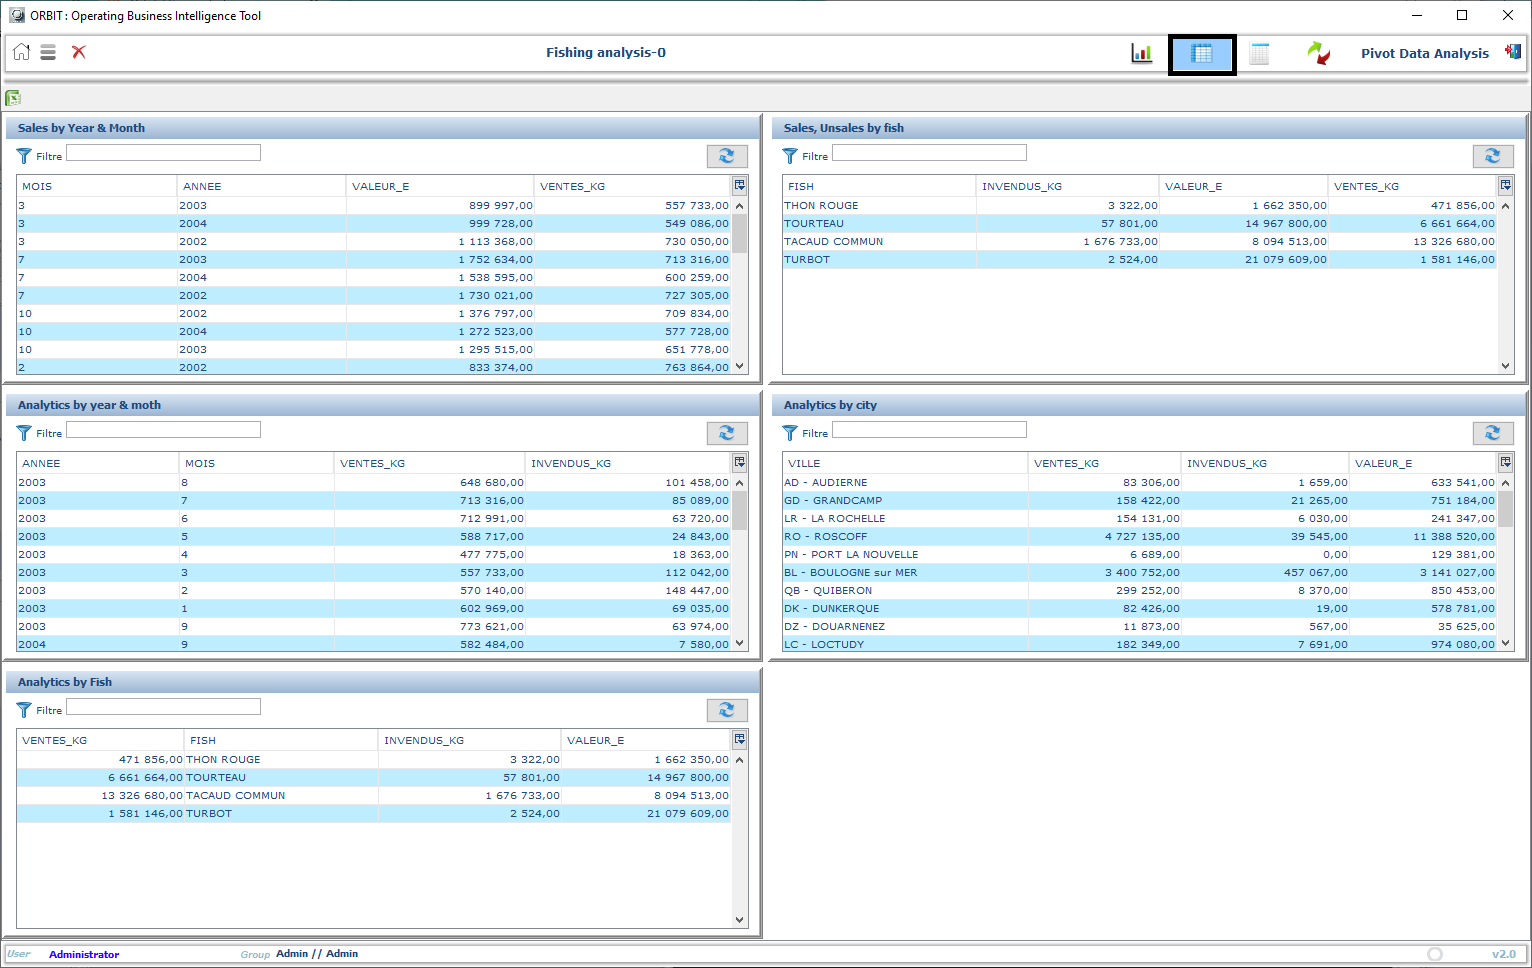 ORBIT : Operating Business Intelligence Tool
Fishing analysis-0
Pivot Data Analysis
Sales by Year & Month
Filtre
MOIS ANNEE VALEUR_E VENTES_KG
3 2003 899 997,00 557 733,00
3 2004 999 728,00 549 086,00
3 2002 1 113 368,00 730 050,00
7 2003 1 752 634,00 713 316,00
7 2004 1 538 595,00 600 259,00
7 2002 1 730 021,00 727 305,00
10 2002 1 376 797,00 709 834,00
10 2004 1 272 523,00 577 728,00
10 2003 1 295 515,00 651 778,00
2 2002 833 374,00 763 864,00
Sales, Unsales by fish
Filtre
FISH INVENDUS_KG VALEUR_E VENTES_KG
THON ROUGE 3 322,00 1 662 350,00 471 856,00
TOURTEAU 57 801,00 14 967 800,00 6 661 664,00
TACAUD COMMUN 1 676 733,00 8 094 513,00 13 326 680,00
TURBOT 2 524,00 21 079 609,00 1 581 146,00
Analytics by year & moth
Filtre
ANNEE MOIS VENTES_KG INVENDUS_KG
2003 8 648 680,00 101 458,00
2003 7 713 316,00 85 089,00
2003 6 712 991,00 63 720,00
2003 5 588 717,00 24 843,00
2003 4 477 775,00 18 363,00
2003 3 557 733,00 112 042,00
2003 2 570 140,00 148 447,00
2003 1 602 969,00 69 035,00
2003 9 773 621,00 63 974,00
2004 9 582 484,00 7 580,00
Analytics by city
Filtre
VILLE VENTES_KG INVENDUS_KG VALEUR_E
AD - AUDIERNE 83 306,00 1 659,00 633 541,00
GD - GRANDCAMP 158 422,00 21 265,00 751 184,00
LR - LA ROCHELLE 154 131,00 6 030,00 241 347,00
RO - ROSCOFF 4 727 135,00 39 545,00 11 388 520,00
PN - PORT LA NOUVELLE 6 689,00 0,00 129 381,00
BL - BOULOGNE sur MER 3 400 752,00 457 067,00 3 141 027,00
QB - QUIBERON 299 252,00 8 370,00 850 453,00
DK - DUNKERQUE 82 426,00 19,00 578 781,00
DZ - DOUARNENEZ 11 873,00 567,00 35 625,00
LC - LOCTUDY 182 349,00 7 691,00 974 080,00
Analytics by Fish
Filtre
VENTES_KG FISH INVENDUS_KG VALEUR_E
471 856,00 THON ROUGE 3 322,00 1 662 350,00
6 661 664,00 TOURTEAU 57 801,00 14 967 800,00
13 326 680,00 TACAUD COMMUN 1 676 733,00 8 094 513,00
1 581 146,00 TURBOT 2 524,00 21 079 609,00
User Administrator Group Admin // Admin v2.0